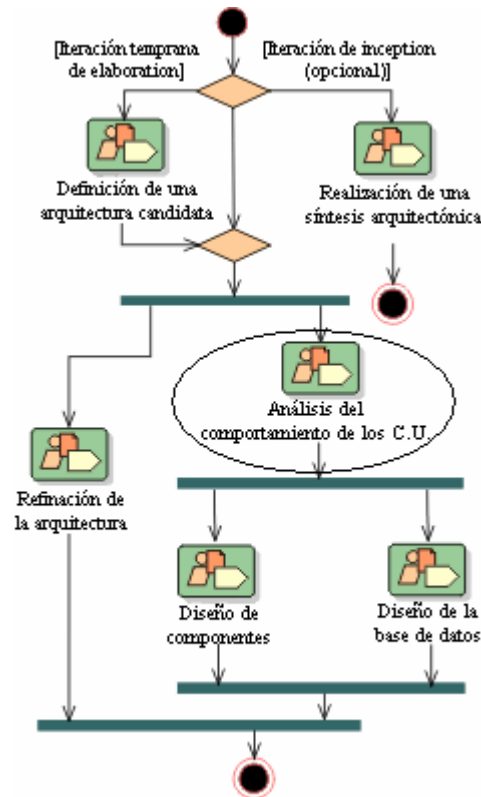 [Iteración temprana
de elaboration]
[Iteración de inception
(opcional)]
Definición de una
arquitectura candidata
Realización de una
síntesis arquitectónica
Análisis del
comportamiento de los C.U.
Refinación de
la arquitectura
Diseño de
componentes
Diseño de la
base de datos